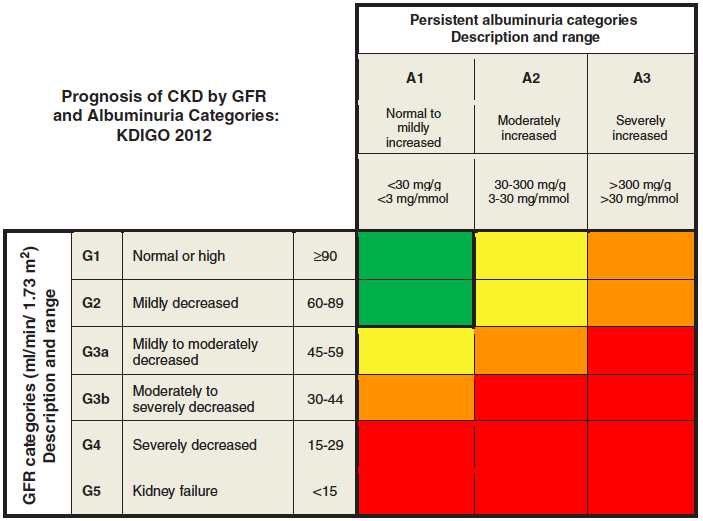 Persistent albuminuria categories
Description and range
Prognosis of CKD by GFR
and Albuminuria Categories:
KDIGO 2012
A1
A2
A3
Normal to
mildly
increased
Moderately
increased
Severely
increased
<30 mg/g
<3 mg/mmol
30-300 mg/g
3-30 mg/mmol
>300 mg/g
>30 mg/mmol
GFR categories (ml/min/ 1.73 m²)
Description and range
G1
Normal or high
≥90
G2
Mildly decreased
60-89
G3a
Mildly to moderately
decreased
45-59
G3b
Moderately to
severely decreased
30-44
G4
Severely decreased
15-29
G5
Kidney failure
<15